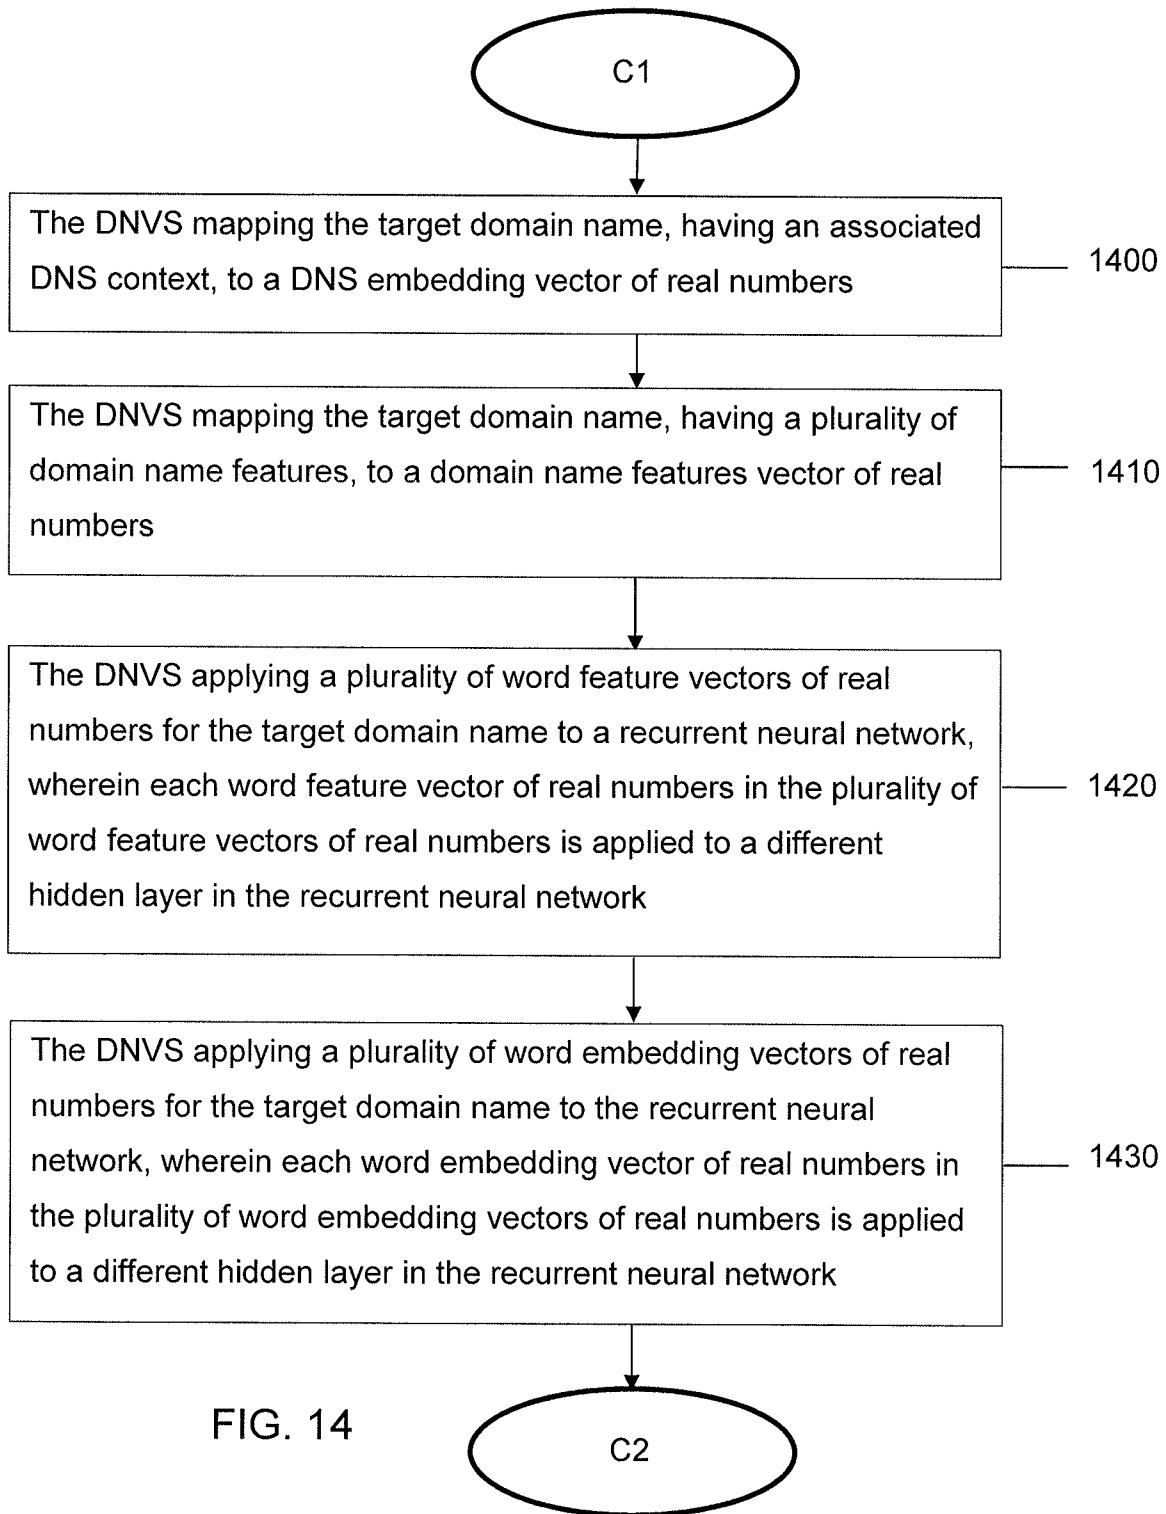 C1
The DNVS mapping the target domain name, having an associated
DNS context, to a DNS embedding vector of real numbers
1400
The DNVS mapping the target domain name, having a plurality of
domain name features, to a domain name features vector of real
numbers
1410
The DNVS applying a plurality of word feature vectors of real
numbers for the target domain name to a recurrent neural network,
wherein each word feature vector of real numbers in the plurality of
word feature vectors of real numbers is applied to a different
hidden layer in the recurrent neural network
1420
The DNVS applying a plurality of word embedding vectors of real
numbers for the target domain name to the recurrent neural
network, wherein each word embedding vector of real numbers in
the plurality of word embedding vectors of real numbers is applied
to a different hidden layer in the recurrent neural network
1430
FIG. 14
C2